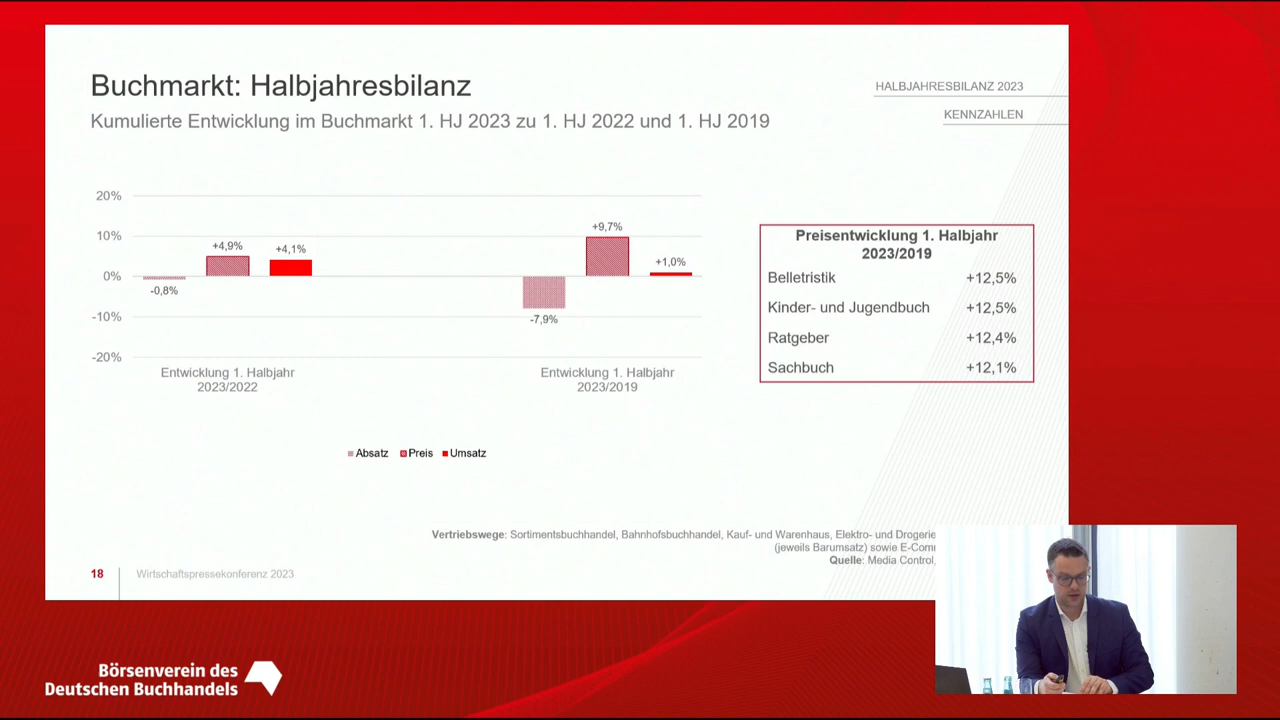 Buchmarkt: Halbjahresbilanz
Kumulierte Entwicklung im Buchmarkt 1. HJ 2023 zu 1. HJ 2022 und 1. HJ 2019
HALBJAHRESBILANZ 2023
KENNZAHLEN
20%
10%
0%
-10%
-20%
-0,8%
+4,9%
+4,1%
-7,9%
+9,7%
+1,0%
Entwicklung 1. Halbjahr
2023/2022
Entwicklung 1. Halbjahr
2023/2019
Absatz Preis Umsatz
Preisentwicklung 1. Halbjahr
2023/2019
Belletristik +12,5%
Kinder- und Jugendbuch +12,5%
Ratgeber +12,4%
Sachbuch +12,1%
Vertriebswege: Sortimentsbuchhandel, Bahnhofsbuchhandel, Kauf- und Warenhaus, Elektro- und Drogerie
(jeweils Barumsatz) sowie E-Com
Quelle: Media Control,
18 Wirtschaftspressekonferenz 2023
Börsenverein des
Deutschen Buchhandels